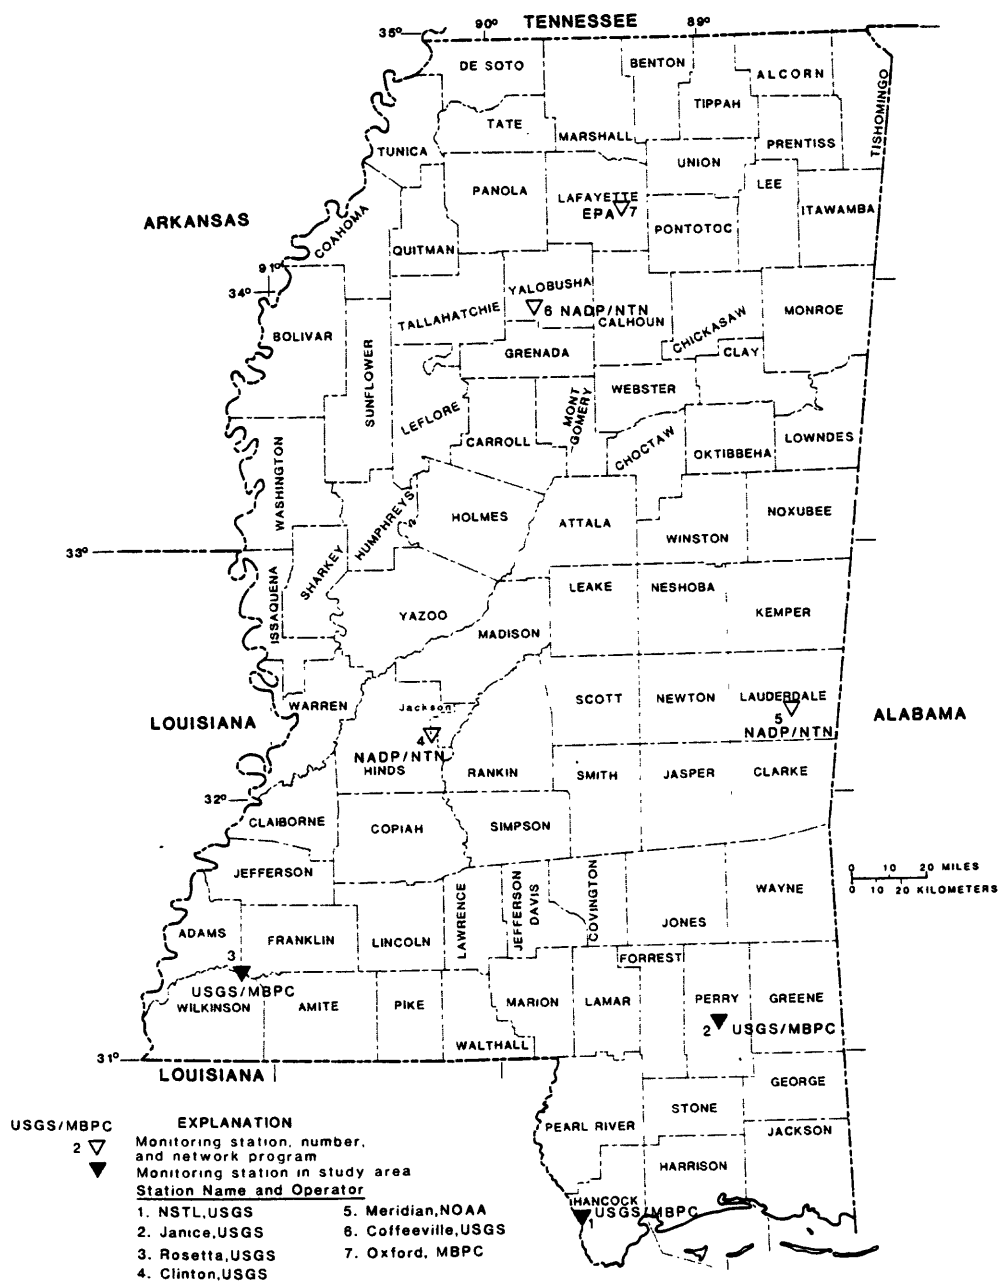 TENNESSEE
35°
90°
89°
DE SOTO
BENTON
ALCORN
TIPPAH
TISHOMINGO
TATE
MARSHALL
PRENTISS
TUNICA
UNION
PANOLA
LAFAYETTE
LEE
EPA 7
ITAWAMBA
ARKANSAS
COAHOMA
PONTOTOC
QUITMAN
91°
34°
YALOBUSHA
TALLAHATCHIE
6 NADP/NTN
CALHOUN
CHICKASAW
MONROE
BOLIVAR
SUNFLOWER
GRENADA
CLAY
WEBSTER
LEFLORE
MONT
GOMERY
CARROLL
CHOCTAW
OKTIBBEHA
LOWNDES
WASHINGTON
HUMPHREYS
HOLMES
ATTALA
NOXUBEE
WINSTON
33°
SHARKEY
ISSAQUENA
LEAKE
NESHOBA
YAZOO
KEMPER
MADISON
SCOTT
NEWTON
LAUDERDALE
WARREN
Jackson
LOUISIANA
5
ALABAMA
4
NADP/NTN
NADP/NTN
HINDS
RANKIN
SMITH
JASPER
CLARKE
32°
CLAIBORNE
COPIAH
SIMPSON
JEFFERSON
0 20 MILES
0 10 20 KILOMETERS
WAYNE
LAWRENCE
JEFFERSON
DAVIS
COVINGTON
JONES
ADAMS
FRANKLIN
LINCOLN
3
FORREST
USGS/MBPC
WILKINSON
AMITE
PIKE
MARION
LAMAR
PERRY
GREENE
2 USGS/MBPC
WALTHALL
31°
LOUISIANA
GEORGE
STONE
PEARL RIVER
JACKSON
HARRISON
HANCOCK
1 USGS/MBPC
USGS/MBPC
2
EXPLANATION
Monitoring station, number,
and network program
Monitoring station in study area
Station Name and Operator
1. NSTL,USGS
2. Janice,USGS
3. Rosetta,USGS
4. Clinton,USGS
5. Meridian,NOAA
6. Coffeeville,USGS
7. Oxford, MBPC